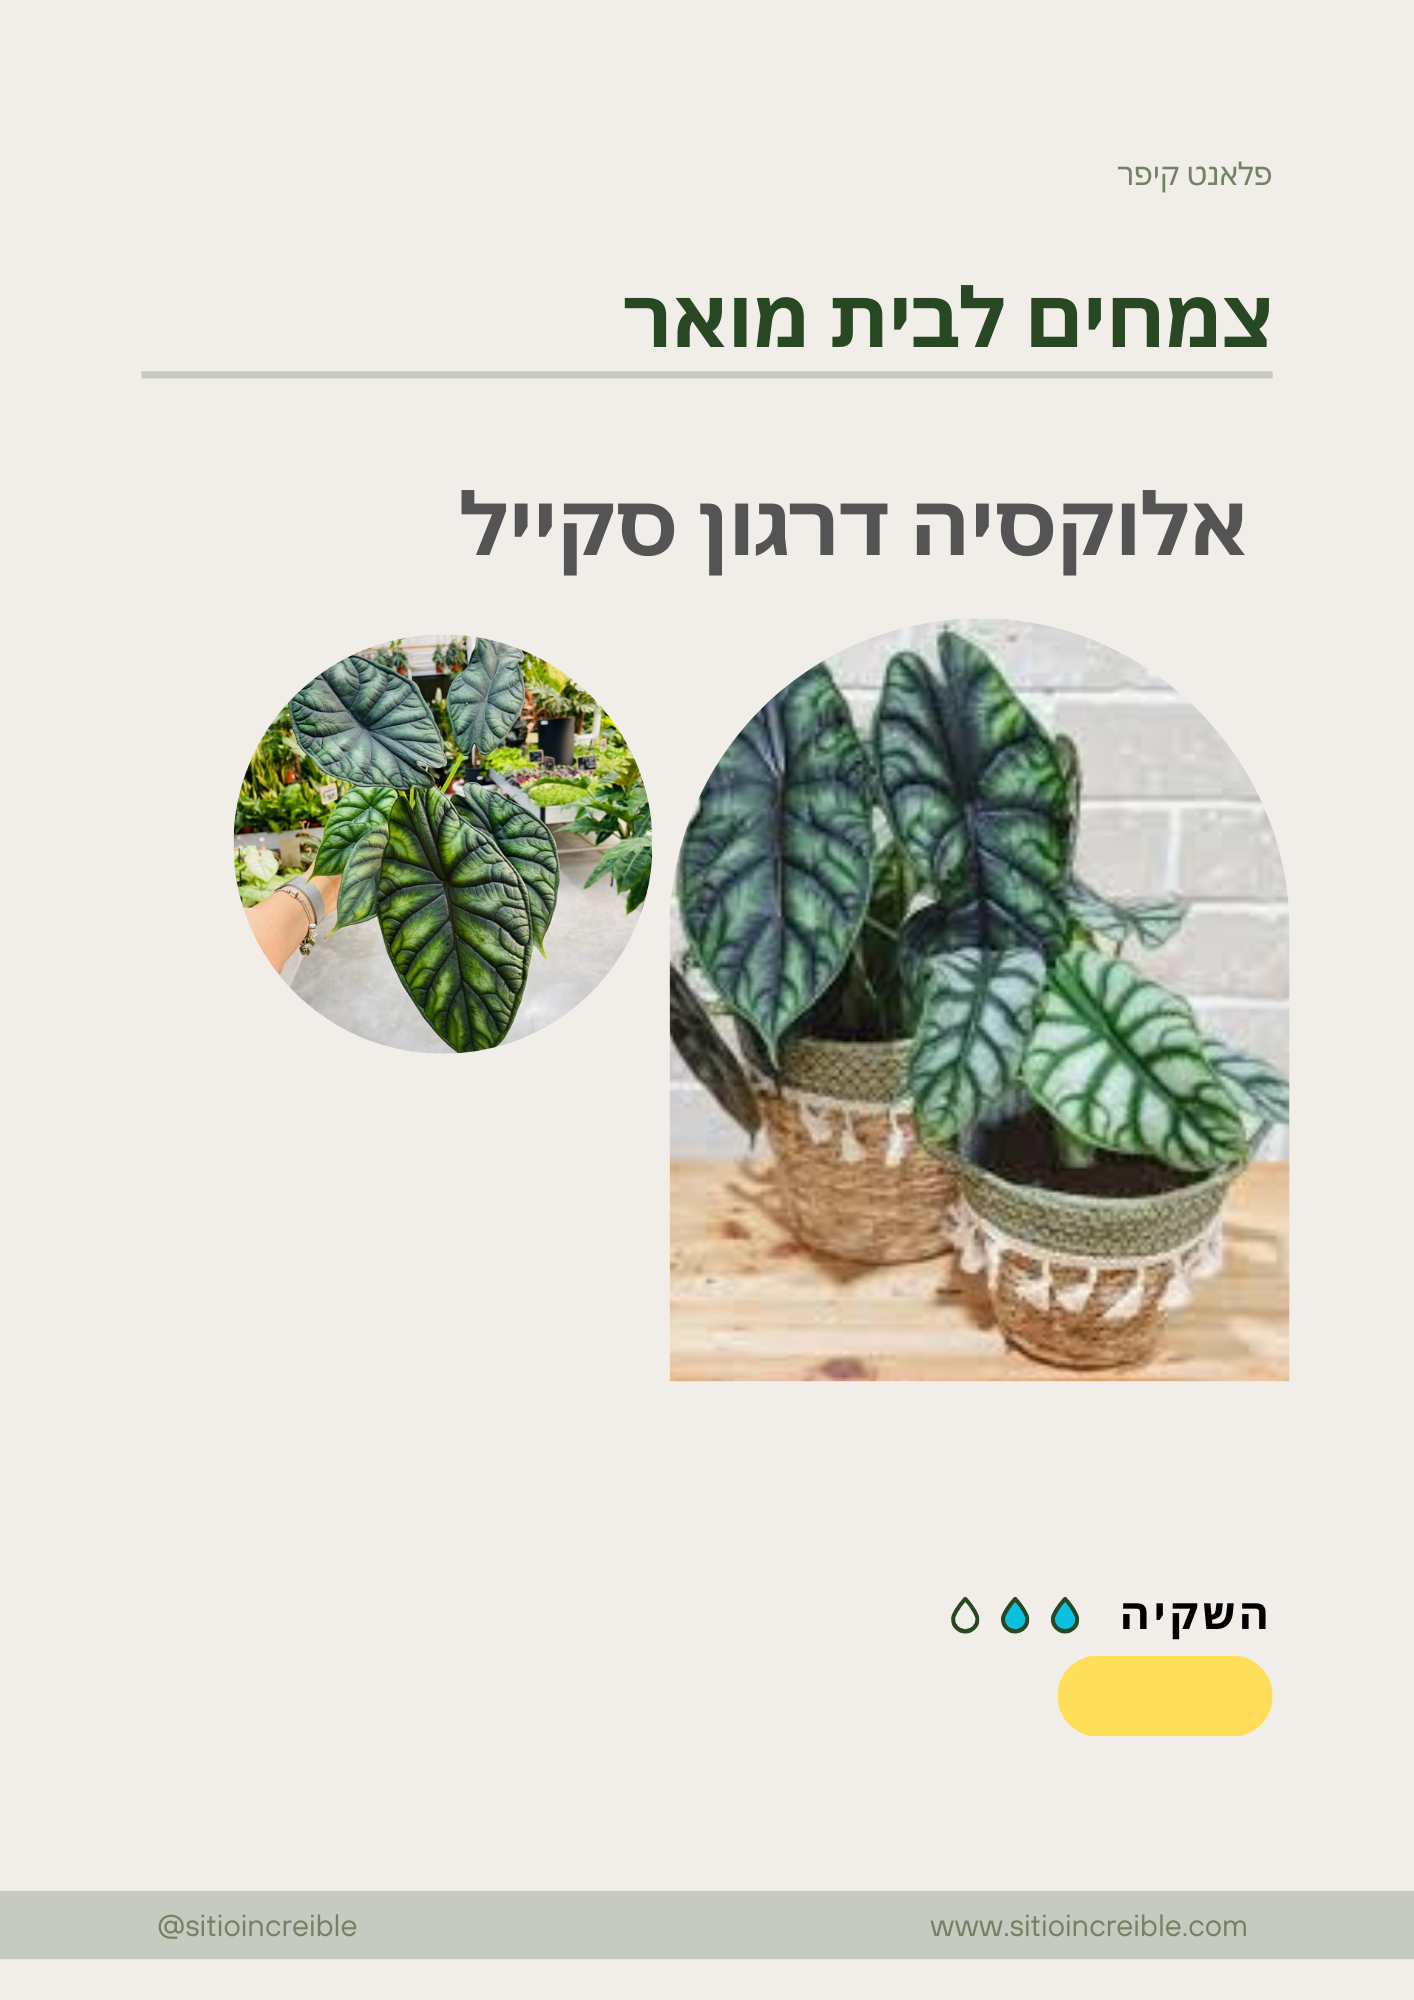 פלאנט קיפר
צמחים לבית מואר
אלוקסיה דרגון סקייל
השקיה
@sitioincreible
www.sitioincreible.com